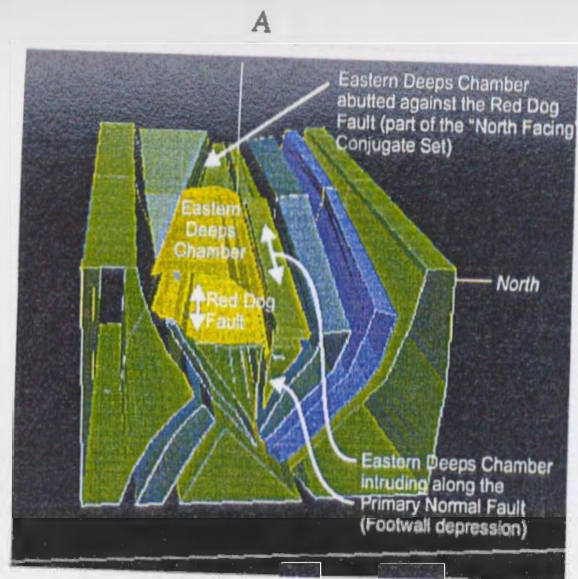 A
Eastern Deeps Chamber
abutted against the Red Dog
Fault (part of the "North Facing
Conjugate Set)
Eastern
Deeps
Chamber
Red Dog
Fault
North
Eastern Deeps Chamber
intruding along the
Primary Normal Fault
(Footwall depression)